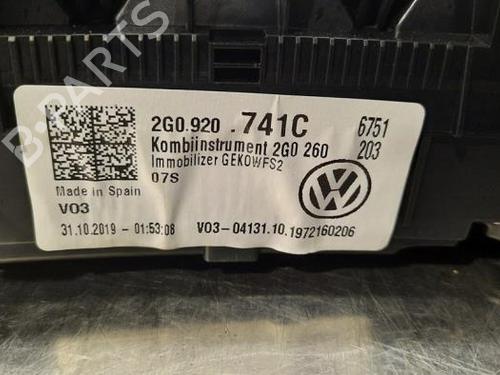 B-PARTS
2G0.920 .741C 6751
Kombiinstrument 2G0 260 203
Immobilizer GEKOWFS2
07S
Made in Spain
V03
31.10.2019 - 01:53:08 V03-04131.10.1972160206